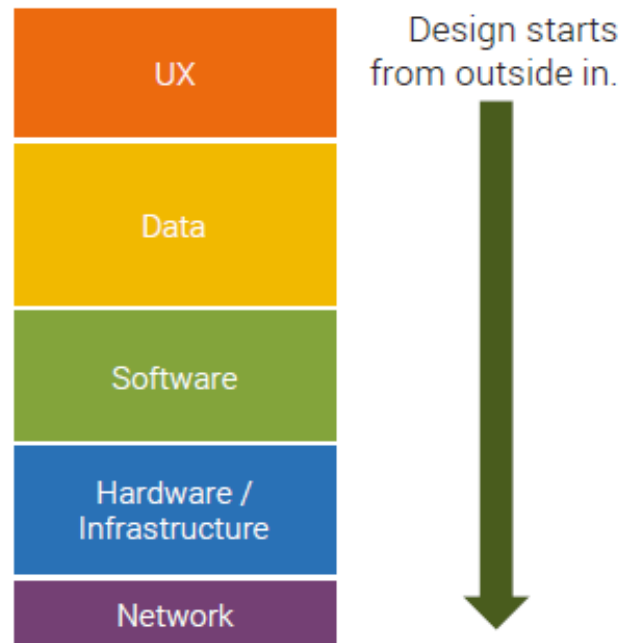 UX
Design starts
from outside in.
Data
Software
Hardware /
Infrastructure
Network